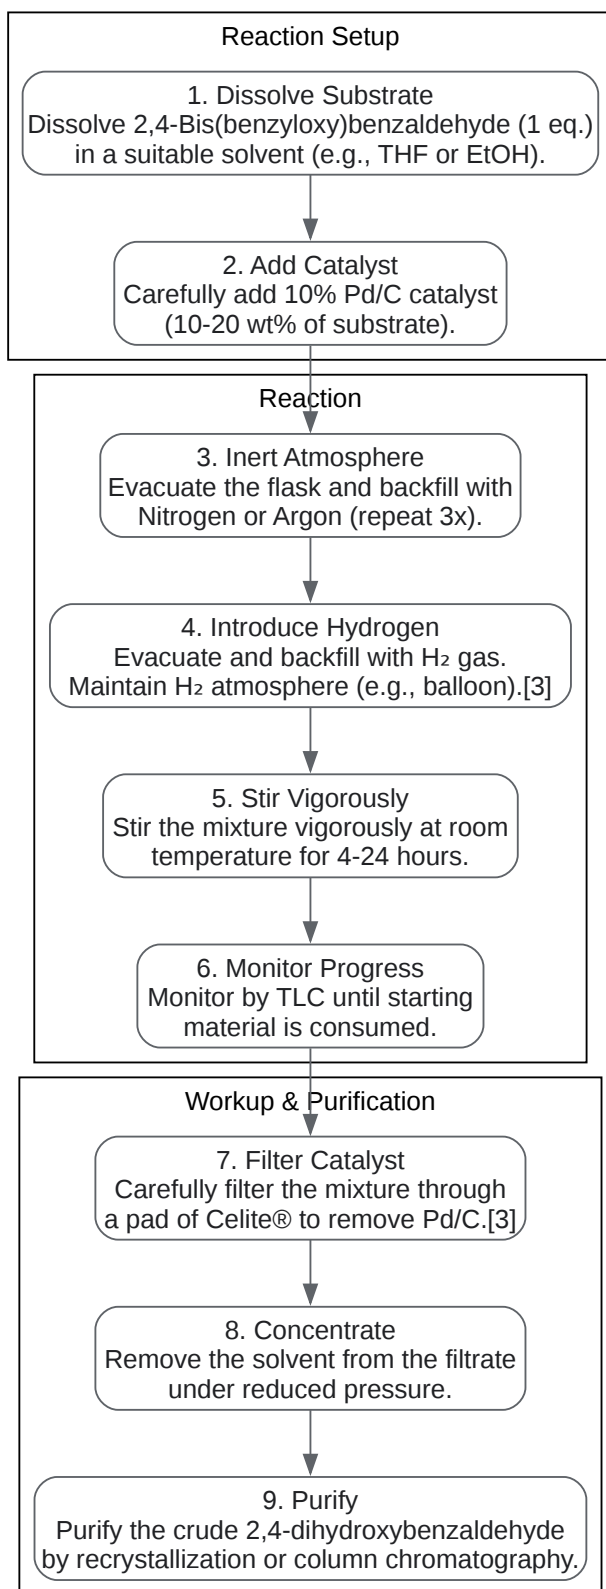 Reaction Setup
1. Dissolve Substrate
Dissolve 2,4-Bis(benzyloxy)benzaldehyde (1 eq.)
in a suitable solvent (e.g., THF or EtOH).
2. Add Catalyst
Carefully add 10% Pd/C catalyst
(10-20 wt% of substrate).
Reaction
3. Inert Atmosphere
Evacuate the flask and backfill with
Nitrogen or Argon (repeat 3x).
4. Introduce Hydrogen
Evacuate and backfill with H₂ gas.
Maintain H₂ atmosphere (e.g., balloon).[3]
5. Stir Vigorously
Stir the mixture vigorously at room
temperature for 4-24 hours.
6. Monitor Progress
Monitor by TLC until starting
material is consumed.
Workup & Purification
7. Filter Catalyst
Carefully filter the mixture through
a pad of Celite® to remove Pd/C.[3]
8. Concentrate
Remove the solvent from the filtrate
under reduced pressure.
9. Purify
Purify the crude 2,4-dihydroxybenzaldehyde
by recrystallization or column chromatography.